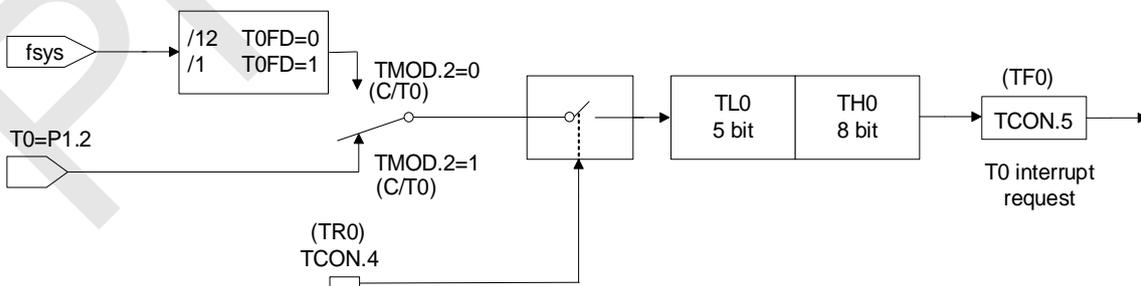 /12 T0FD=0
fsys
/1 T0FD=1
TMOD.2=0
(C/T0)
(TF0)
TL0 TH0
5 bit 8 bit
TCON.5
T0=P1.2
TMOD.2=1
(C/T0)
T0 interrupt
request
(TR0)
TCON.4